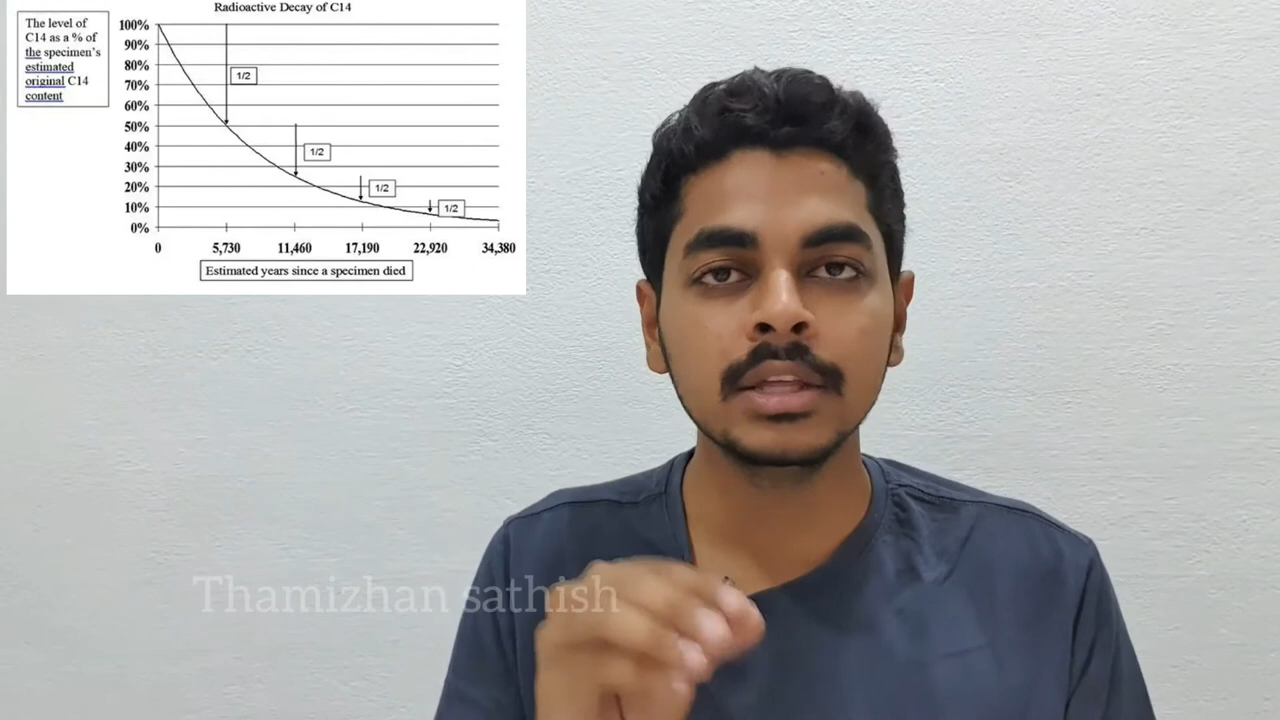 Radioactive Decay of C14
The level of
C14 as a % of
the specimen's
estimated
original C14
content
100%
90%
80%
70%
60%
50%
40%
30%
20%
10%
0%
1/2
1/2
1/2
1/2
0 5,730 11,460 17,190 22,920 34,380
Estimated years since a specimen died
Thamizhan sathish